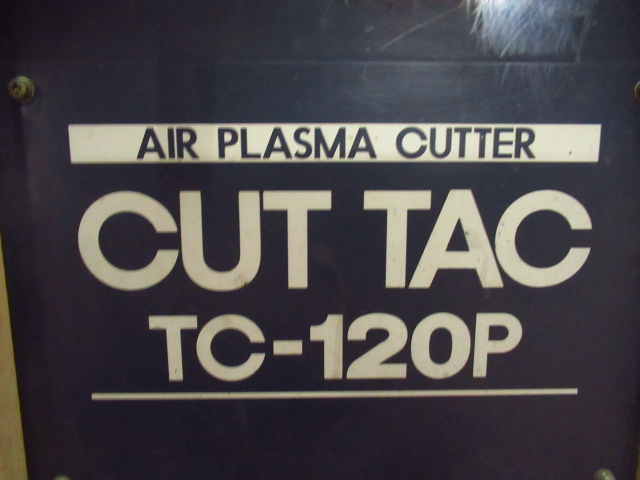 AIR PLASMA CUTTER
CUT TAC
TC-120P